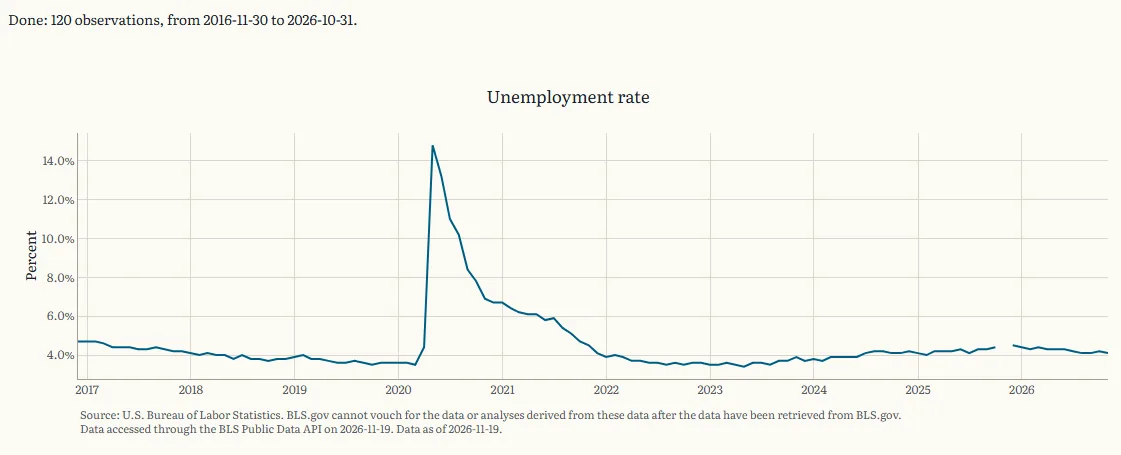 Done: 120 observations, from 2016-11-30 to 2026-10-31.
Unemployment rate
Percent
14.0%
12.0%
10.0%
8.0%
6.0%
4.0%
2017 2018 2019 2020 2021 2022 2023 2024 2025 2026
Source: U.S. Bureau of Labor Statistics. BLS.gov cannot vouch for the data or analyses derived from these data after the data have been retrieved from BLS.gov.
Data accessed through the BLS Public Data API on 2026-11-19. Data as of 2026-11-19.